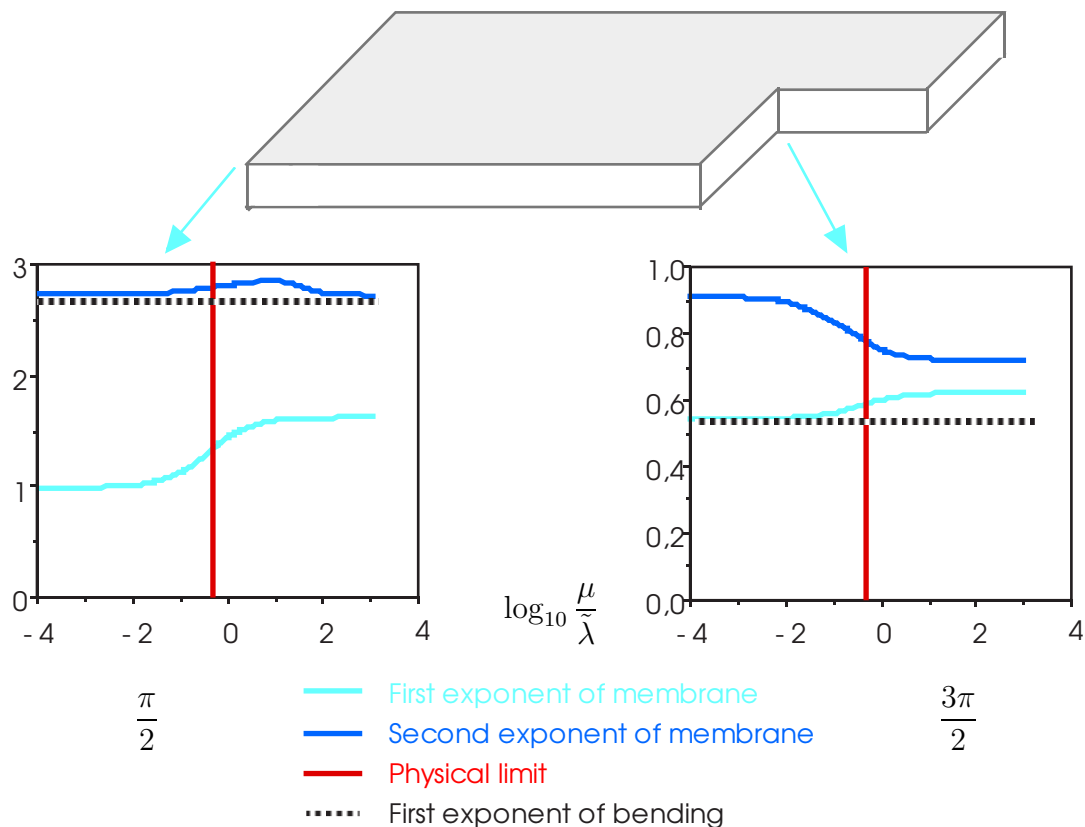 3
2
1
0
- 4
- 2
0
2
4
1,0
0,8
0,6
0,4
0,2
0,0
- 4
- 2
0
2
4
log₁₀ μ/λ̃
π/2
3π/2
First exponent of membrane
Second exponent of membrane
Physical limit
First exponent of bending